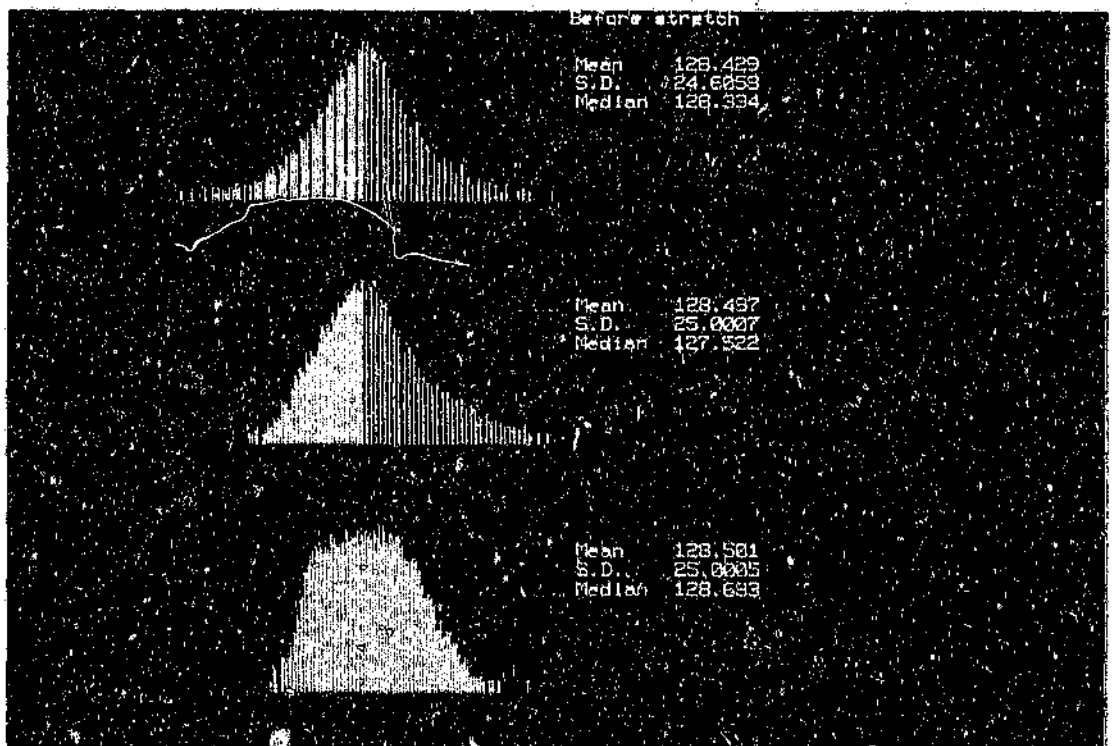 Before stretch
Mean 128.429
S.D. 24.6053
Median 128.334
Mean 128.497
S.D. 25.0007
Median 127.522
Mean 128.501
S.D. 25.0005
Median 128.693